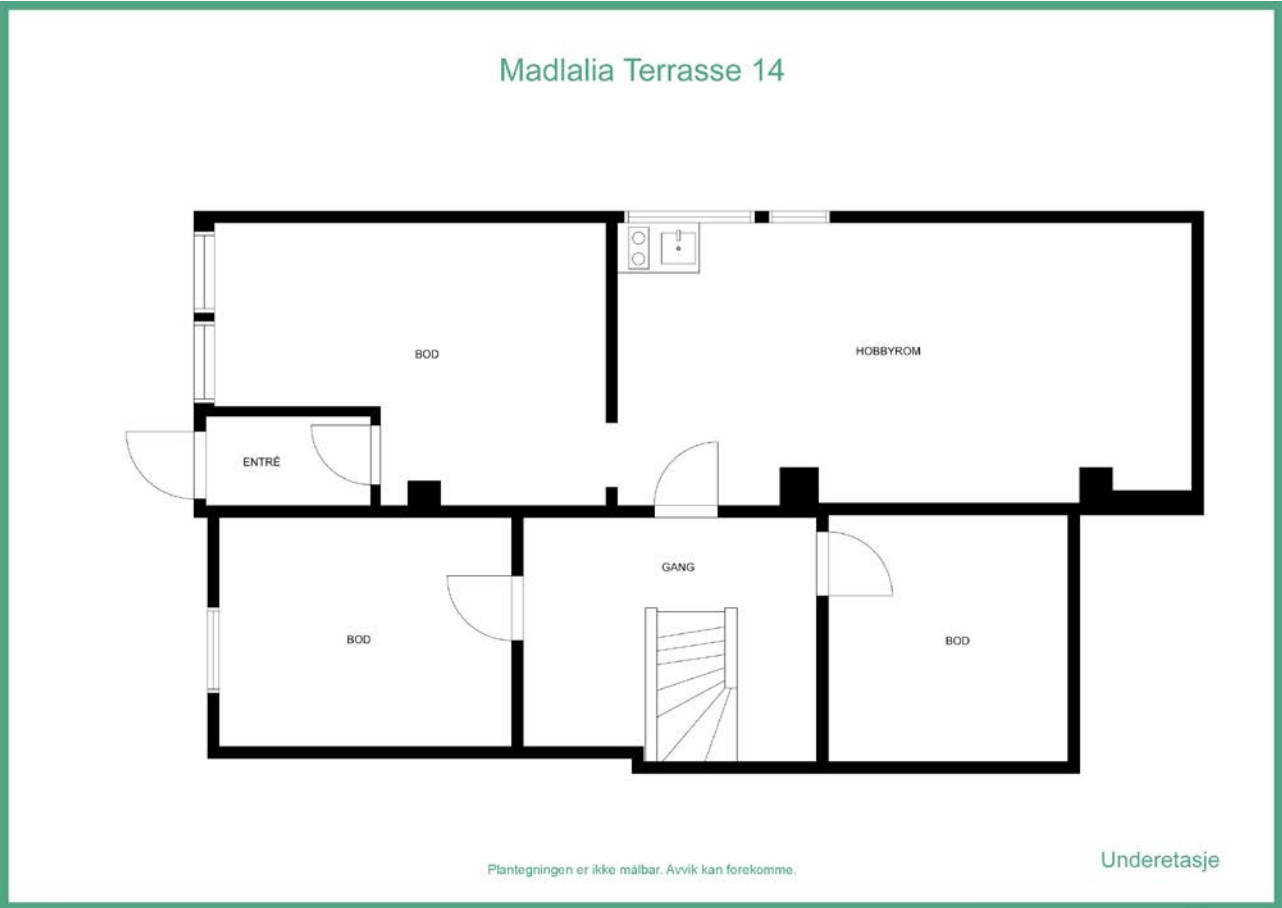 Madlalia Terrasse 14
BOD
HOBBYROM
ENTRÉ
GANG
BOD
BOD
Plantegningen er ikke målbar. Avvik kan forekomme.
Underetasje